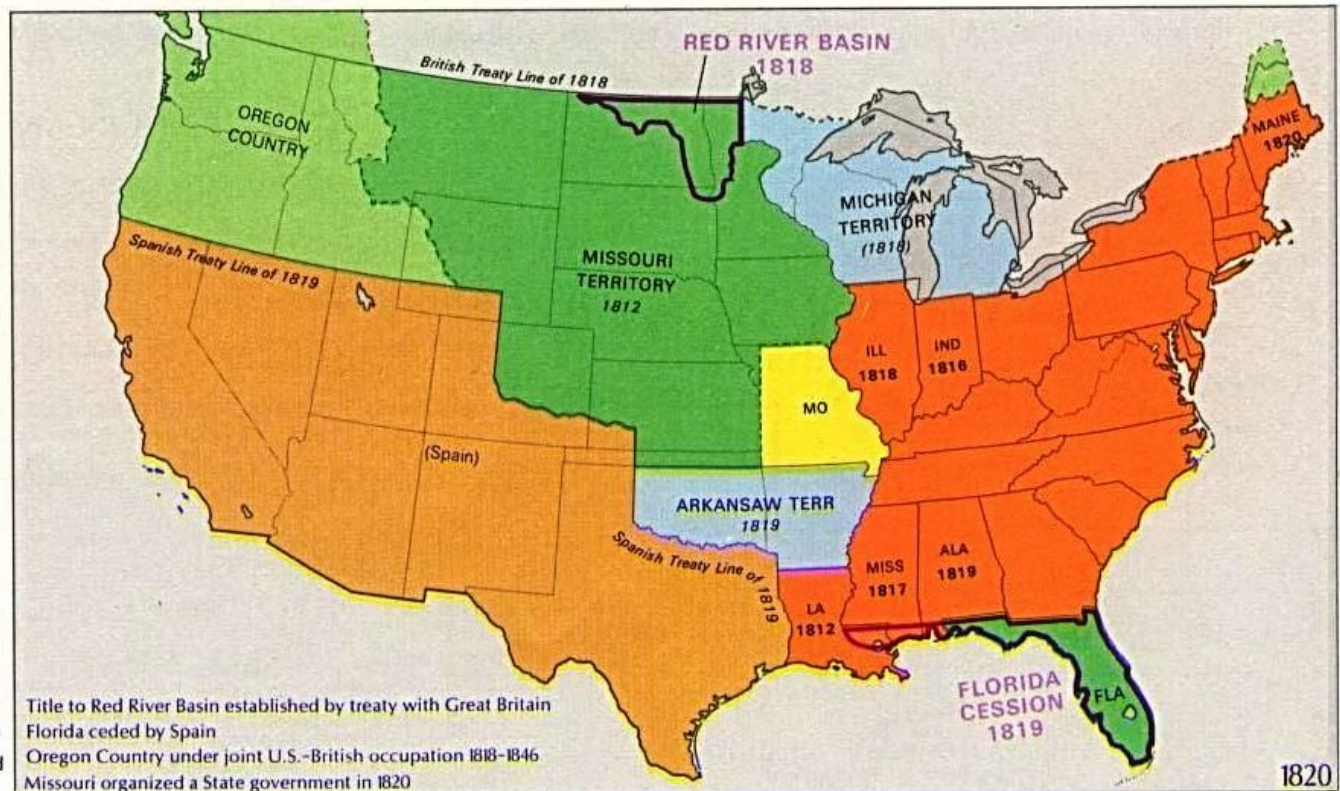 RED RIVER BASIN
1818
British Treaty Line of 1818
OREGON
COUNTRY
MAINE
1820
MICHIGAN
TERRITORY
(1818)
Spanish Treaty Line of 1819
MISSOURI
TERRITORY
1812
ILL
1818
IND
1816
MO
(Spain)
ARKANSAW TERR
1819
Spanish Treaty Line of 1819
MISS
1817
ALA
1819
LA
1812
FLORIDA
CESSION
1819
FLA
Title to Red River Basin established by treaty with Great Britain
Florida ceded by Spain
Oregon Country under joint U.S.-British occupation 1818-1846
Missouri organized a State government in 1820
1820